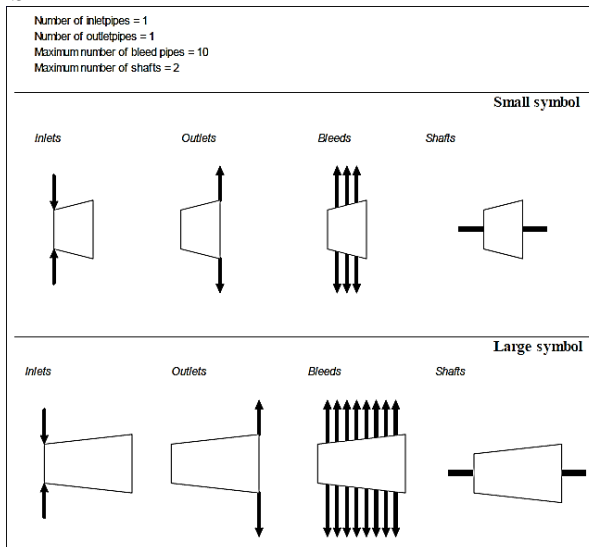 Number of inletpipes = 1
Number of outletpipes = 1
Maximum number of bleed pipes = 10
Maximum number of shafts = 2
Small symbol
Inlets Outlets Bleeds Shafts
Large symbol
Inlets Outlets Bleeds Shafts